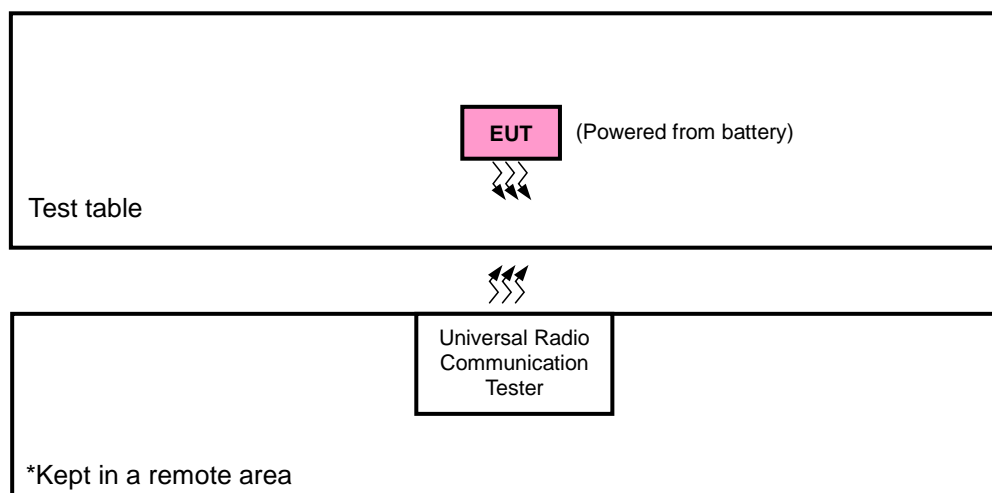 EUT
(Powered from battery)
Test table
Universal Radio
Communication
Tester
*Kept in a remote area